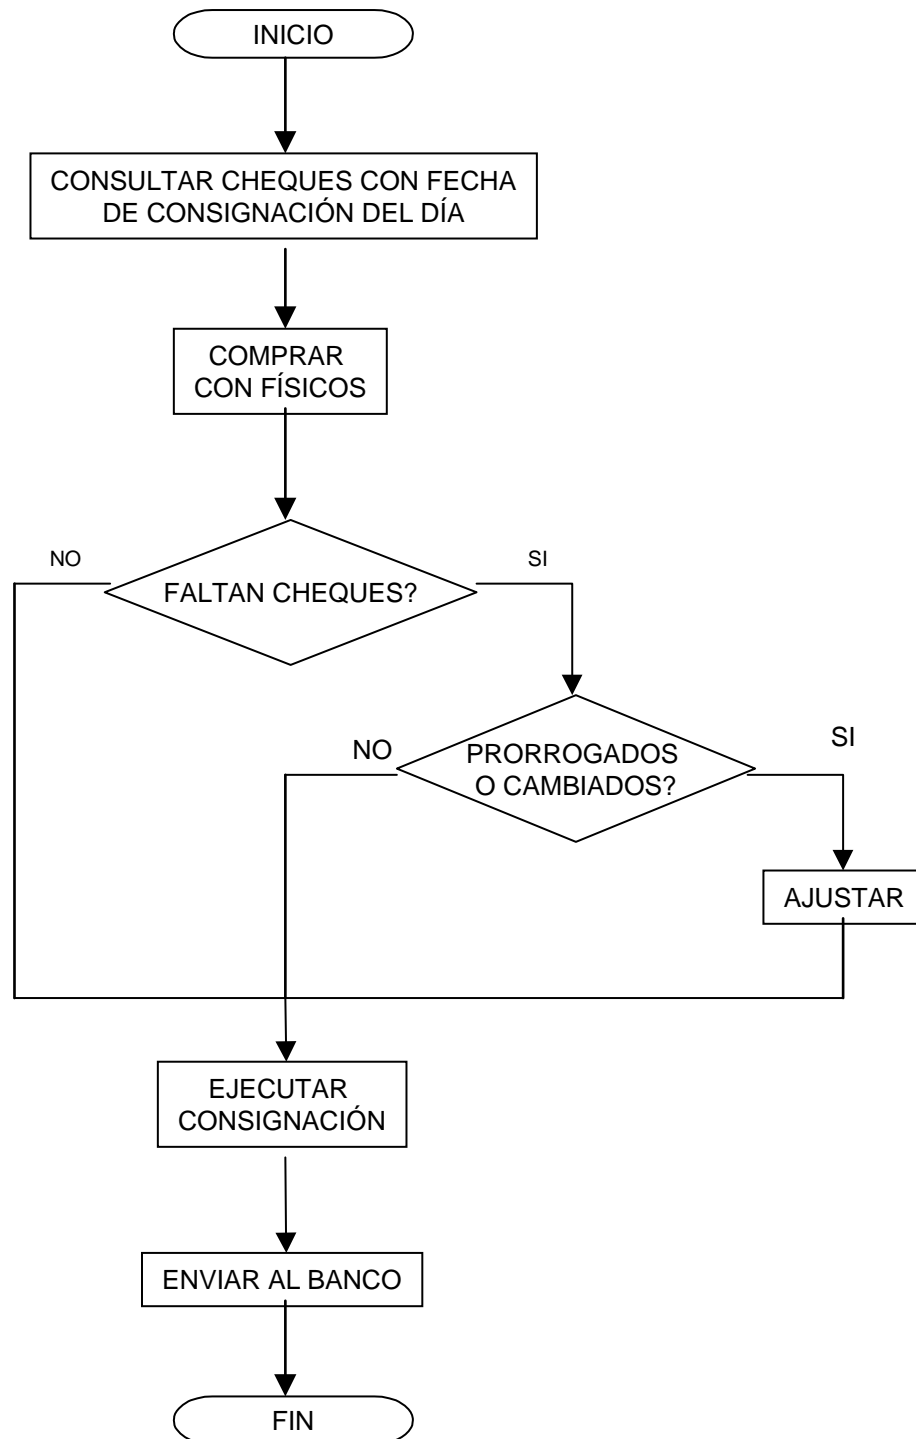 INICIO
CONSULTAR CHEQUES CON FECHA
DE CONSIGNACIÓN DEL DÍA
COMPRAR
CON FÍSICOS
NO
SI
FALTAN CHEQUES?
NO
PRORROGADOS
O CAMBIADOS?
SI
AJUSTAR
EJECUTAR
CONSIGNACIÓN
ENVIAR AL BANCO
FIN